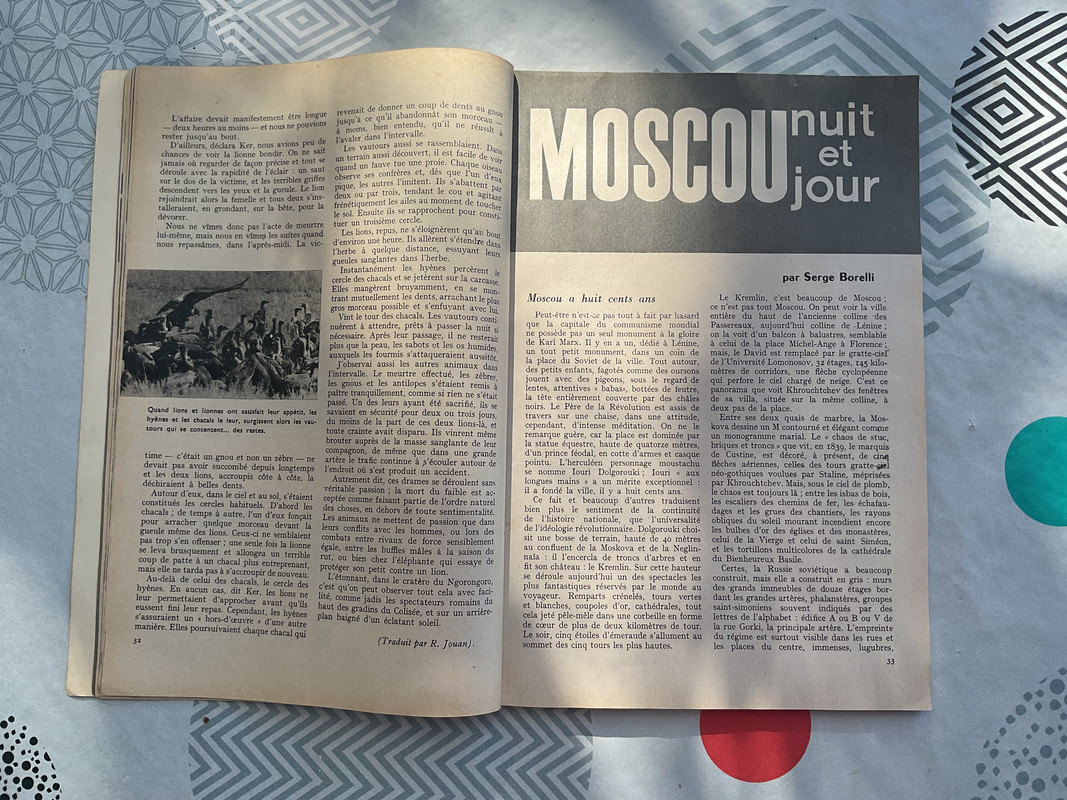 L'affaire devait manifestement être longue
— deux heures au moins — et nous ne pouvions
rester jusqu'au bout.
D'ailleurs, déclara Ker, nous avions peu de
chances de voir la lionne bondir. On ne sait
jamais où regarder de façon précise et tout se
déroule avec la rapidité de l'éclair : un saut
sur le dos de la victime, et les terribles griffes
descendent vers les yeux et la gueule. Le lion
rejoindrait alors la femelle et tous deux s'ins-
talleraient, en grondant, sur la bête, pour la
dévorer.
Nous ne vîmes donc pas l'acte de meurtre
lui-même, mais nous en vîmes les suites quand
nous repassâmes, dans l'après-midi. La vic-
Quand lions et lionnes ont satisfait leur appétit, les
hyènes et les chacals le leur, surgissent alors les vau-
tours qui se contentent... des restes.
time — c'était un gnou et non un zèbre — ne
devait pas avoir succombé depuis longtemps
et les deux lions, accroupis côte à côte, la
déchiraient à belles dents.
Autour d'eux, dans le ciel et au sol, s'étaient
constitués les cercles habituels. D'abord les
chacals ; de temps à autre, l'un d'eux fonçait
pour arracher quelque morceau devant la
gueule même des lions. Ceux-ci ne semblaient
pas trop s'en offenser ; une seule fois la lionne
se leva brusquement et allongea un terrible
coup de patte à un chacal plus entreprenant,
mais elle ne tarda pas à s'accroupir de nouveau.
Au-delà de celui des chacals, le cercle des
hyènes. En aucun cas, dit Ker, les lions ne
leur permettaient d'approcher avant qu'ils
eussent fini leur repas. Cependant, les hyènes
s'assuraient un « hors-d'œuvre » d'une autre
manière. Elles poursuivaient chaque chacal qui
32
revenait de donner un coup de dents au gnou
jusqu'à ce qu'il abandonnât son morceau —
à moins, bien entendu, qu'il ne réussît à
l'avaler dans l'intervalle.
Les vautours aussi se rassemblaient. Dans
un terrain aussi découvert, il est facile de voir
quand un fauve tue une proie. Chaque oiseau
observe ses confrères et, dès que l'un d'eux
pique, les autres l'imitent. Ils s'abattent par
deux ou par trois, tendant le cou et agitant
frénétiquement les ailes au moment de toucher
le sol. Ensuite ils se rapprochent pour consti-
tuer un troisième cercle.
Les lions, repus, ne s'éloignèrent qu'au bout
d'environ une heure. Ils allèrent s'étendre dans
l'herbe à quelque distance, essuyant leurs
gueules sanglantes dans l'herbe.
Instantanément les hyènes percèrent le
cercle des chacals et se jetèrent sur la carcasse.
Elles mangèrent bruyamment, en se mon-
trant mutuellement les dents, arrachant le plus
gros morceau possible et s'enfuyant avec lui.
Vint le tour des chacals. Les vautours conti-
nuèrent à attendre, prêts à passer la nuit si
nécessaire. Après leur passage, il ne resterait
plus que la peau, les sabots et les os humides,
auxquels les fourmis s'attaqueraient aussitôt.
J'observai aussi les autres animaux dans
l'intervalle. Le meurtre effectué, les zèbres,
les gnous et les antilopes s'étaient remis à
paître tranquillement, comme si rien ne s'était
passé. Un des leurs ayant été sacrifié, ils se
savaient en sécurité pour deux ou trois jours,
du moins de la part de ces deux lions-là, et
toute crainte avait disparu. Ils vinrent même
brouter auprès de la masse sanglante de leur
compagnon, de même que dans une grande
artère le trafic continue à s'écouler autour de
l'endroit où s'est produit un accident.
Autrement dit, ces drames se déroulent sans
véritable passion ; la mort du faible est ac-
ceptée comme faisant partie de l'ordre naturel
des choses, en dehors de toute sentimentalité.
Les animaux ne mettent de passion que dans
leurs conflits avec les hommes, ou lors des
combats entre rivaux de force sensiblement
égale, entre les buffles mâles à la saison du
rut, ou bien chez l'éléphante qui essaye de
protéger son petit contre un lion.
L'étonnant, dans le cratère du Ngorongoro,
c'est qu'on peut observer tout cela avec faci-
lité, comme jadis les spectateurs romains du
haut des gradins du Colisée, et sur un arrière-
plan baigné d'un éclatant soleil.
(Traduit par R. Jouan).
MOSCOU nuit
et
jour
par Serge Borelli
Moscou a huit cents ans
Peut-être n'est-ce pas tout à fait par hasard
que la capitale du communisme mondial
ne possède pas un seul monument à la gloire
de Karl Marx. Il y en a un, dédié à Lénine,
un tout petit monument, dans un coin de
la place du Soviet de la ville. Tout autour,
des petits enfants, fagotés comme des oursons
jouent avec des pigeons, sous le regard de
lentes, attentives « babas», bottées de feutre,
la tête entièrement couverte par des châles
noirs. Le Père de la Révolution est assis de
travers sur une chaise, dans une attitude,
cependant, d'intense méditation. On ne le
remarque guère, car la place est dominée par
la statue équestre, haute de quatorze mètres,
d'un prince féodal, en cotte d'armes et casque
pointu. L'herculéen personnage moustachu
se nomme Iouri Dolgorouki ; Iouri « aux
longues mains » a un mérite exceptionnel :
il a fondé la ville, il y a huit cents ans.
Ce fait et beaucoup d'autres traduisent
bien plus le sentiment de la continuité
de l'histoire nationale, que l'universalité
de l'idéologie révolutionnaire. Dolgorouki choi-
sit une bosse de terrain, haute de 40 mètres
au confluent de la Moskova et de la Neglin-
naïa : il l'encercla de troncs d'arbres et en
fit son château : le Kremlin. Sur cette hauteur
se déroule aujourd'hui un des spectacles les
plus fantastiques réservés par le monde au
voyageur. Remparts crénelés, tours vertes
et blanches, coupoles d'or, cathédrales, tout
cela jeté pêle-mêle dans une corbeille en forme
de cœur de plus de deux kilomètres de tour.
Le soir, cinq étoiles d'émeraude s'allument au
sommet des cinq tours les plus hautes.
Le Kremlin, c'est beaucoup de Moscou ;
ce n'est pas tout Moscou. On peut voir la ville
entière du haut de l'ancienne colline des
Passereaux, aujourd'hui colline de Lénine ;
on la voit d'un balcon à balustres, semblable
à celui de la place Michel-Ange à Florence ;
mais, le David est remplacé par le gratte-ciel
de l'Université Lomonosov, 32 étages, 145 kilo-
mètres de corridors, une flèche cyclopéenne
qui perfore le ciel chargé de neige. C'est ce
panorama que voit Khrouchtchev des fenêtres
de sa villa, située sur la même colline, à
deux pas de la place.
Entre ses deux quais de marbre, la Mos-
kova dessine un M contourné et élégant comme
un monogramme marial. Le « chaos de stuc,
briques et troncs » que vit, en 1839, le marquis
de Custine, est décoré, à présent, de cinq
flèches aériennes, celles des tours gratte-ciel
néo-gothiques voulues par Staline, méprisées
par Khrouchtchev. Mais, sous le ciel de plomb,
le chaos est toujours là ; entre les isbas de bois,
les escaliers des chemins de fer, les échafau-
dages et les grues des chantiers, les rayons
obliques du soleil mourant incendient encore
les bulbes d'or des églises et des monastères,
celui de la Vierge et celui de saint Siméon,
et les tortillons multicolores de la cathédrale
du Bienheureux Basile.
Certes, la Russie soviétique a beaucoup
construit, mais elle a construit en gris : murs
des grands immeubles de douze étages bor-
dant les grandes artères, phalanstères, groupes
saint-simoniens souvent indiqués par des
lettres de l'alphabet : édifice A ou B ou V de
la rue Gorki, la principale artère. L'empreinte
du régime est surtout visible dans les rues et
les places du centre, immenses, lugubres,
33